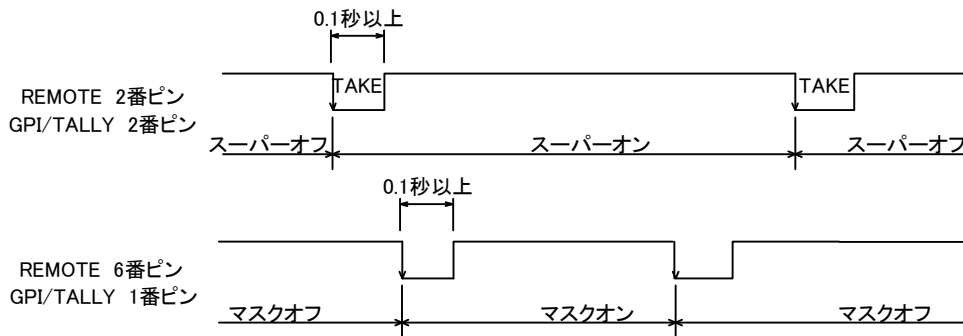 0.1秒以上
TAKE TAKE
REMOTE 2番ピン
GPI/TALLY 2番ピン
スーパーオフ スーパーオン スーパーオフ
0.1秒以上
REMOTE 6番ピン
GPI/TALLY 1番ピン
マスクオフ マスクオン マスクオフ